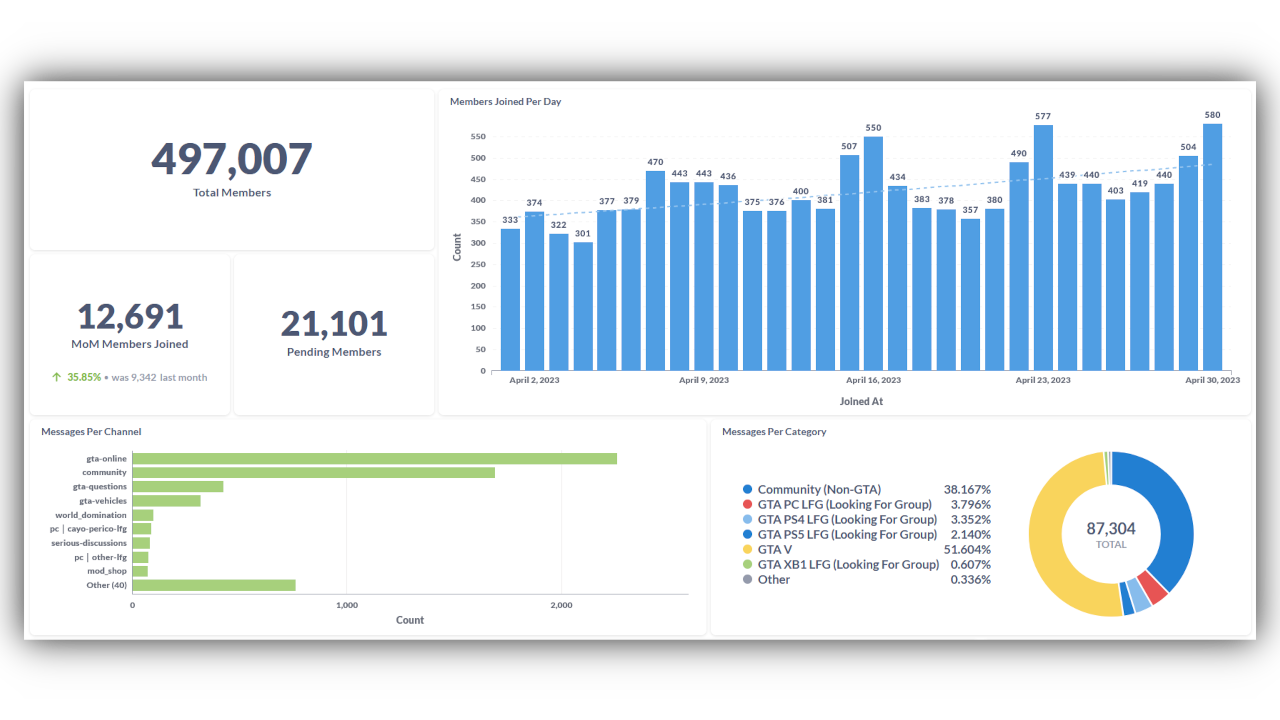 497,007
Total Members
12,691
MoM Members Joined
↑ 35.85% • was 9,342 last month
21,101
Pending Members
Members Joined Per Day
Count
550
500
450
400
350
300
250
200
150
100
50
0
333
374
322
301
377
379
470
443
443
436
375
376
400
381
507
550
434
383
378
357
380
490
577
439
440
403
419
440
504
580
April 2, 2023
April 9, 2023
April 16, 2023
April 23, 2023
April 30, 2023
Joined At
Messages Per Channel
gta-online
community
gta-questions
gta-vehicles
world_domination
pc | cayo-perico-lfg
serious-discussions
pc | other-lfg
mod_shop
Other (40)
0
1,000
2,000
Count
Messages Per Category
Community (Non-GTA) 38.167%
GTA PC LFG (Looking For Group) 3.796%
GTA PS4 LFG (Looking For Group) 3.352%
GTA PS5 LFG (Looking For Group) 2.140%
GTA V 51.604%
GTA XB1 LFG (Looking For Group) 0.607%
Other 0.336%
87,304
TOTAL